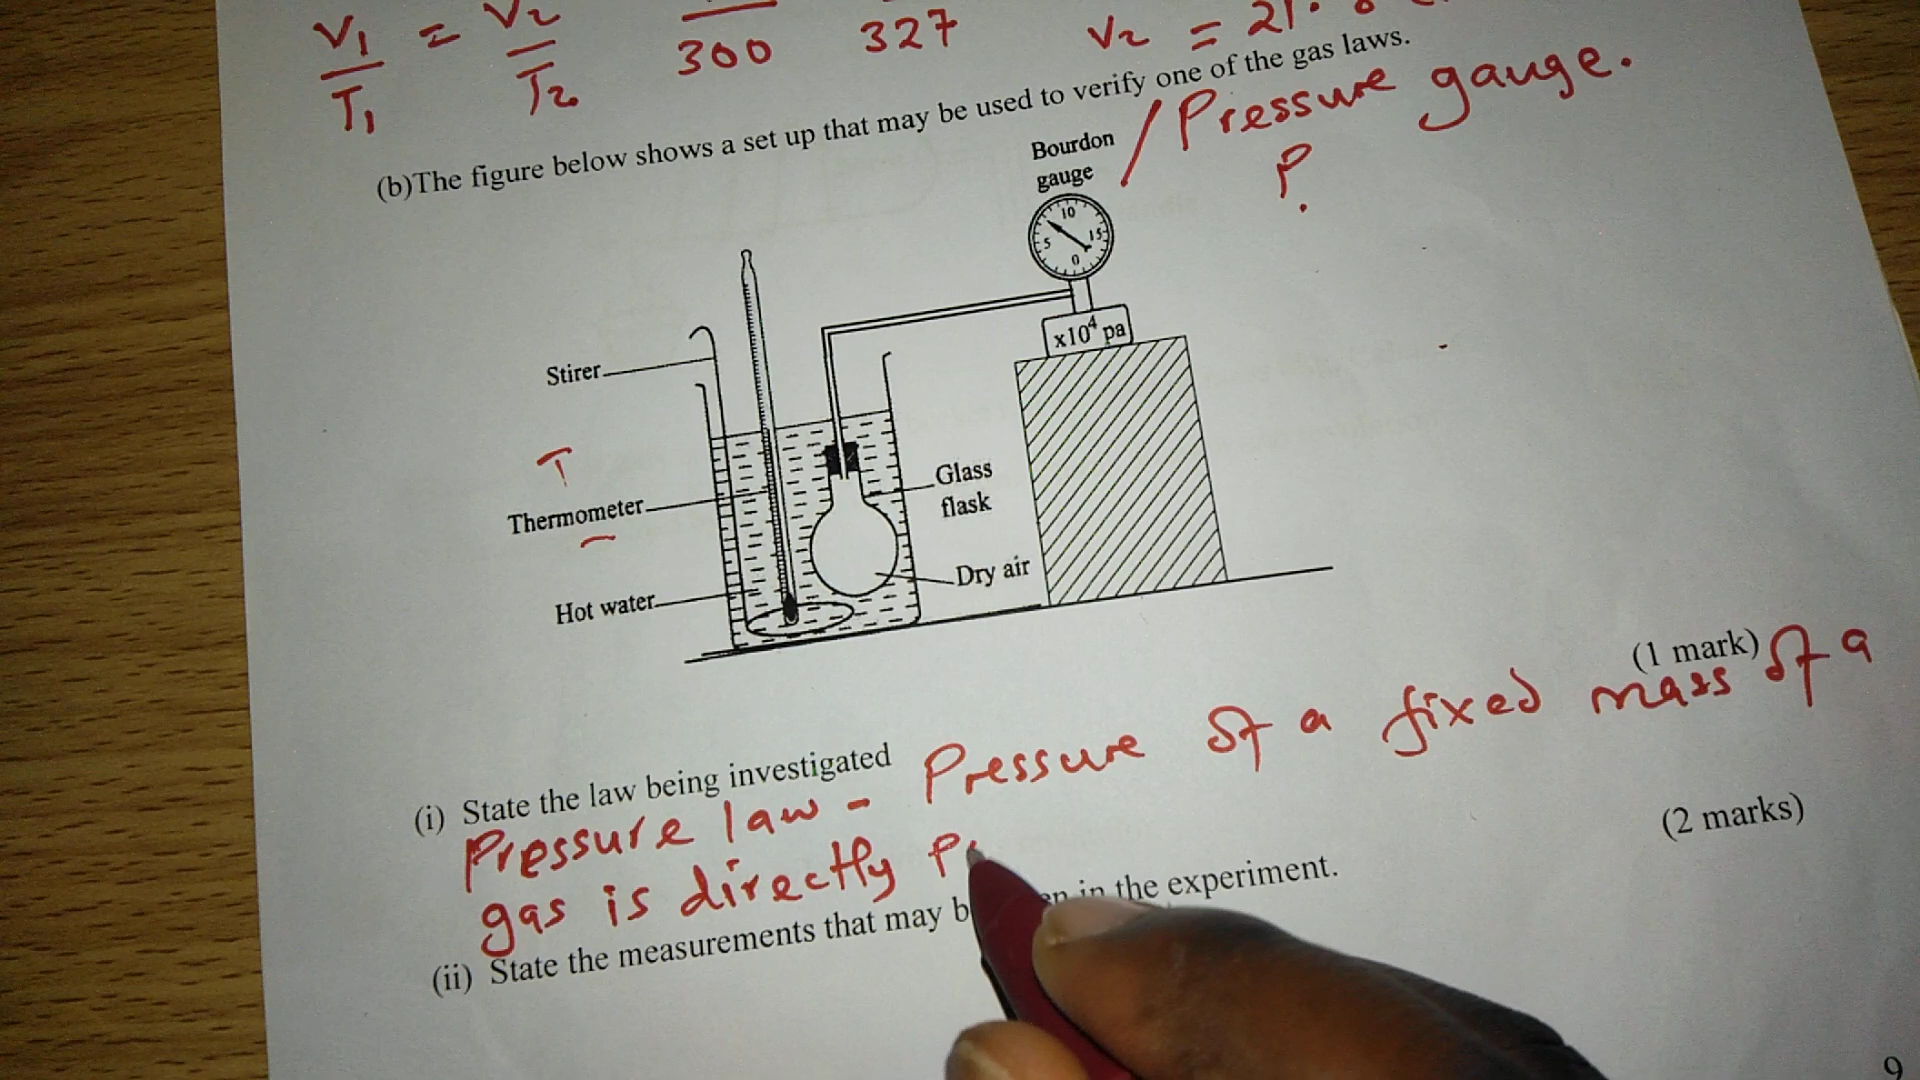 V₁ = V₂
T₁ T₂
300 327 V₂ = 21.
(b)The figure below shows a set up that may be used to verify one of the gas laws.
/ Pressure gauge.
P.
Bourdon
gauge
10
5
15
0
x10⁴ pa
Stirer
T
Thermometer
Hot water
Glass
flask
Dry air
(1 mark)
(i) State the law being investigated
Pressure law - Pressure of a fixed mass of a
gas is directly
(2 marks)
(ii) State the measurements that may in the experiment.
9